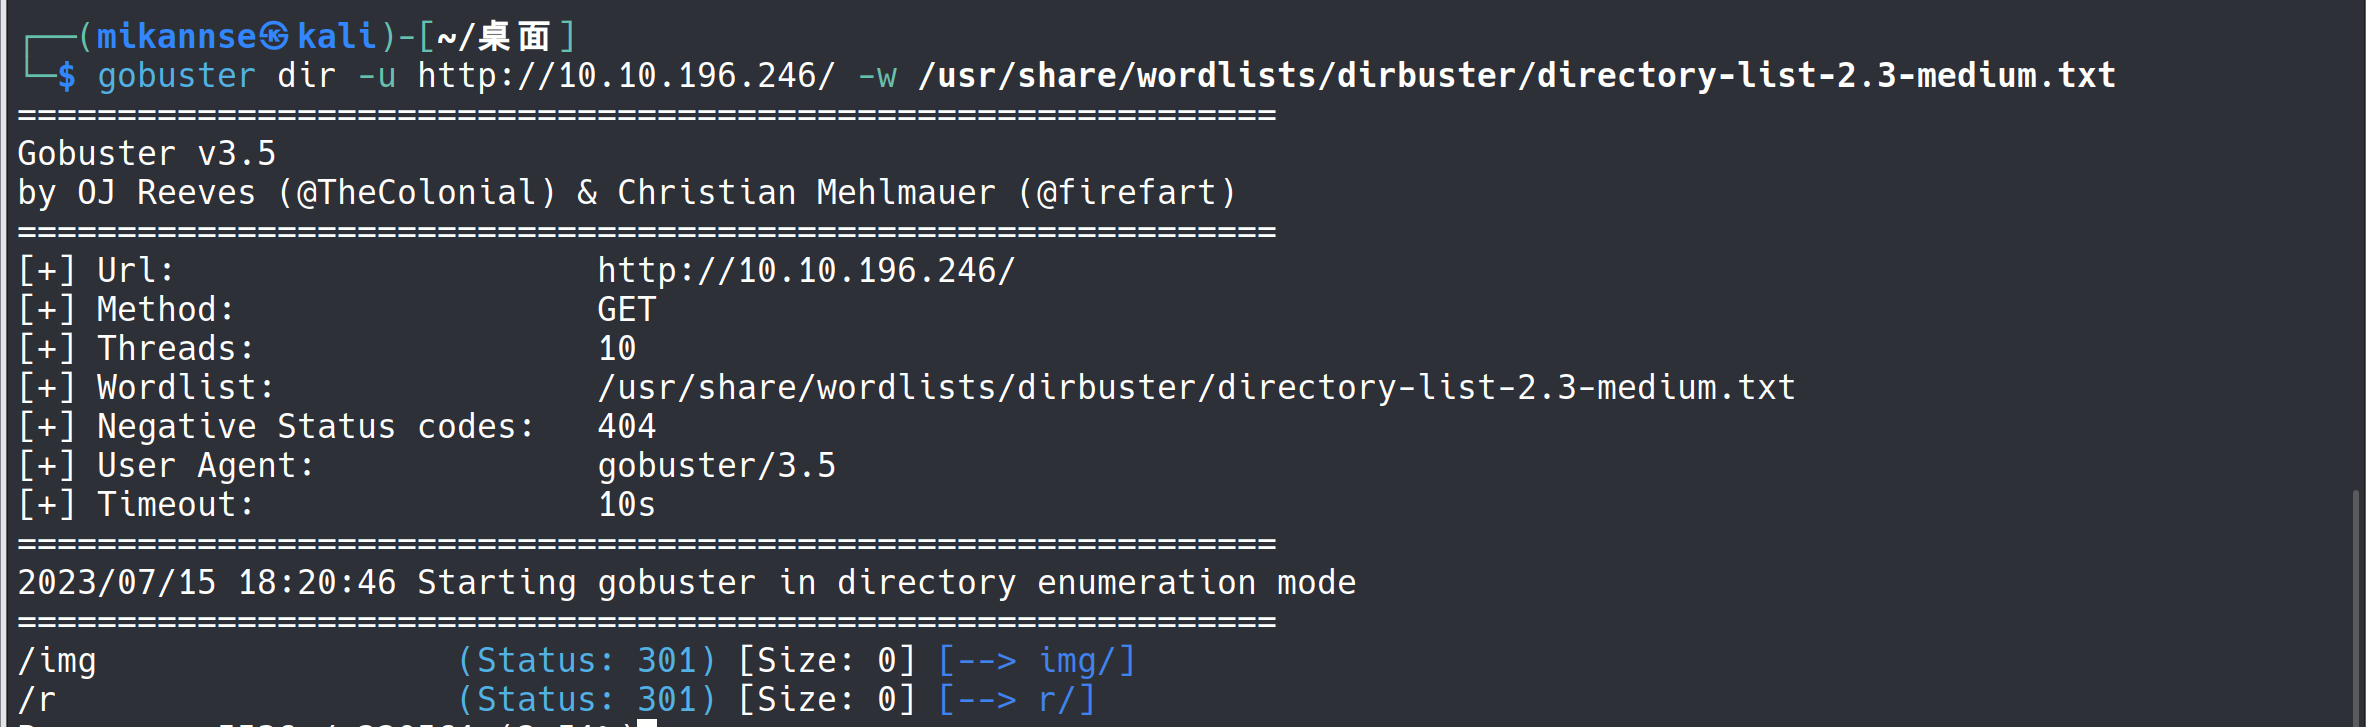 ┌──(mikannse㉿kali)-[~/桌面]
└─$ gobuster dir -u http://10.10.196.246/ -w /usr/share/wordlists/dirbuster/directory-list-2.3-medium.txt
===============================================================
Gobuster v3.5
by OJ Reeves (@TheColonial) & Christian Mehlmauer (@firefart)
===============================================================
[+] Url:                     http://10.10.196.246/
[+] Method:                  GET
[+] Threads:                 10
[+] Wordlist:                /usr/share/wordlists/dirbuster/directory-list-2.3-medium.txt
[+] Negative Status codes:   404
[+] User Agent:              gobuster/3.5
[+] Timeout:                 10s
===============================================================
2023/07/15 18:20:46 Starting gobuster in directory enumeration mode
===============================================================
/img                  (Status: 301) [Size: 0] [--> img/]
/r                    (Status: 301) [Size: 0] [--> r/]